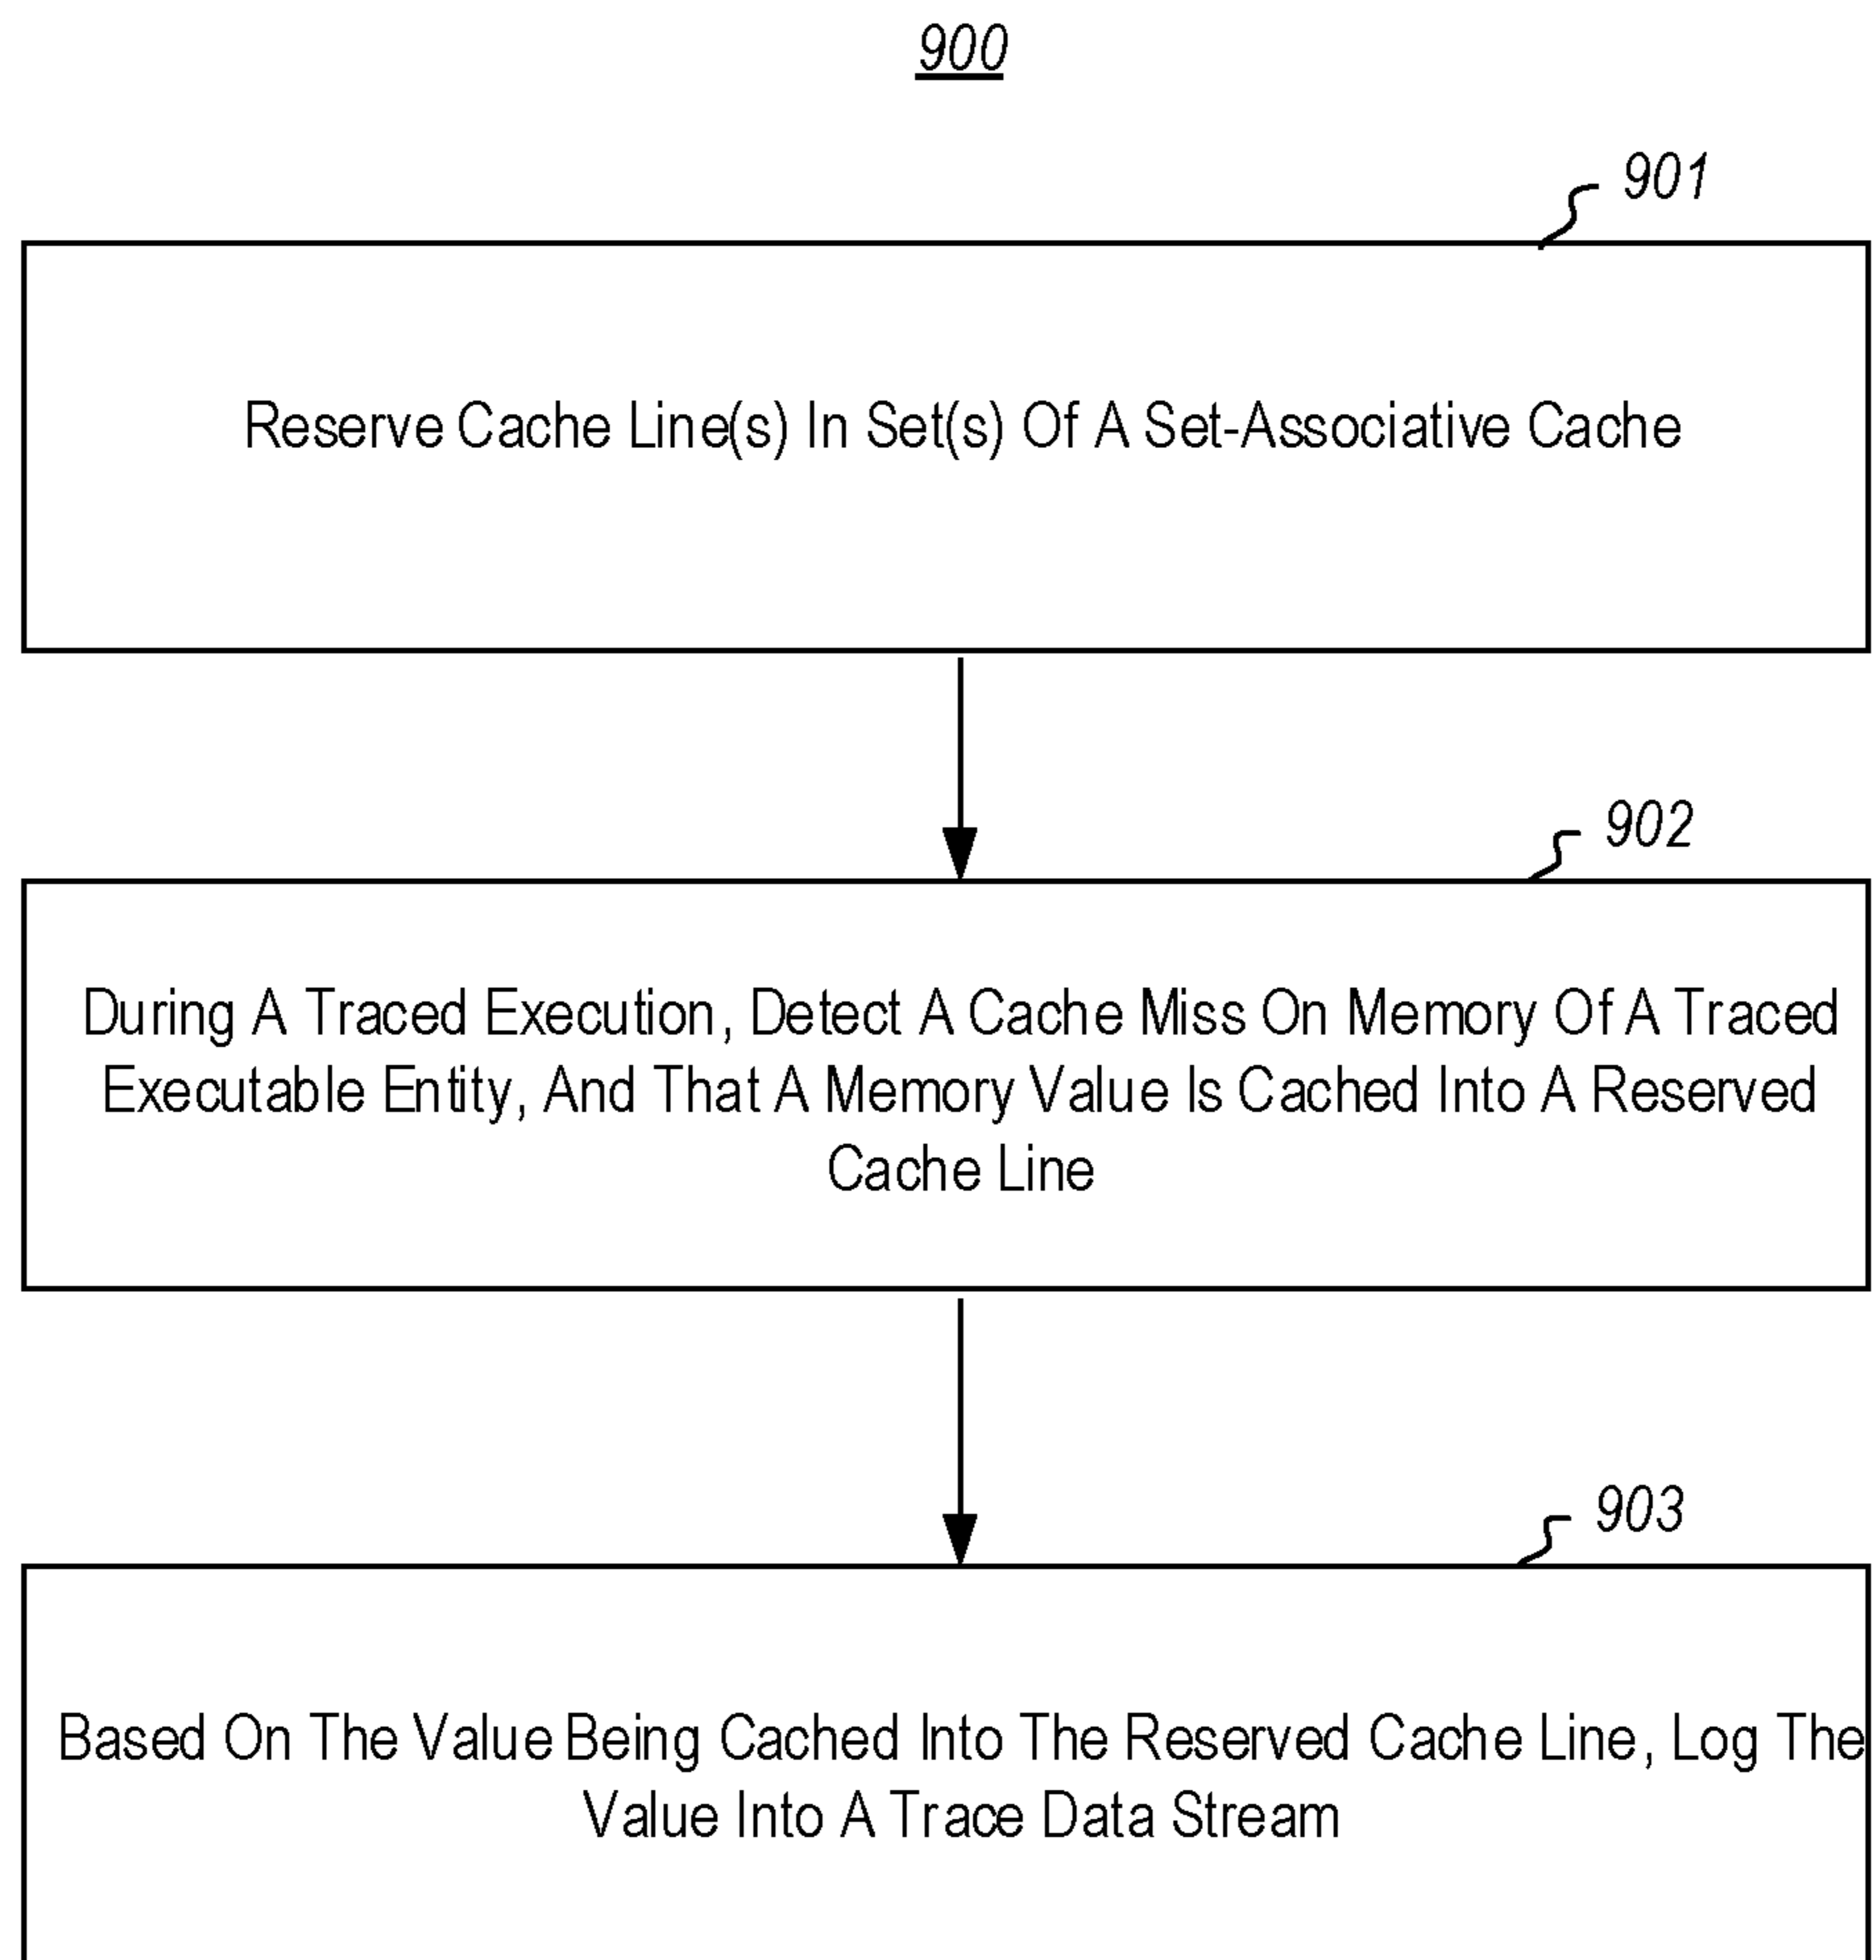 900
901
Reserve Cache Line(s) In Set(s) Of A Set-Associative Cache
902
During A Traced Execution, Detect A Cache Miss On Memory Of A Traced
Executable Entity, And That A Memory Value Is Cached Into A Reserved
Cache Line
903
Based On The Value Being Cached Into The Reserved Cache Line, Log The
Value Into A Trace Data Stream